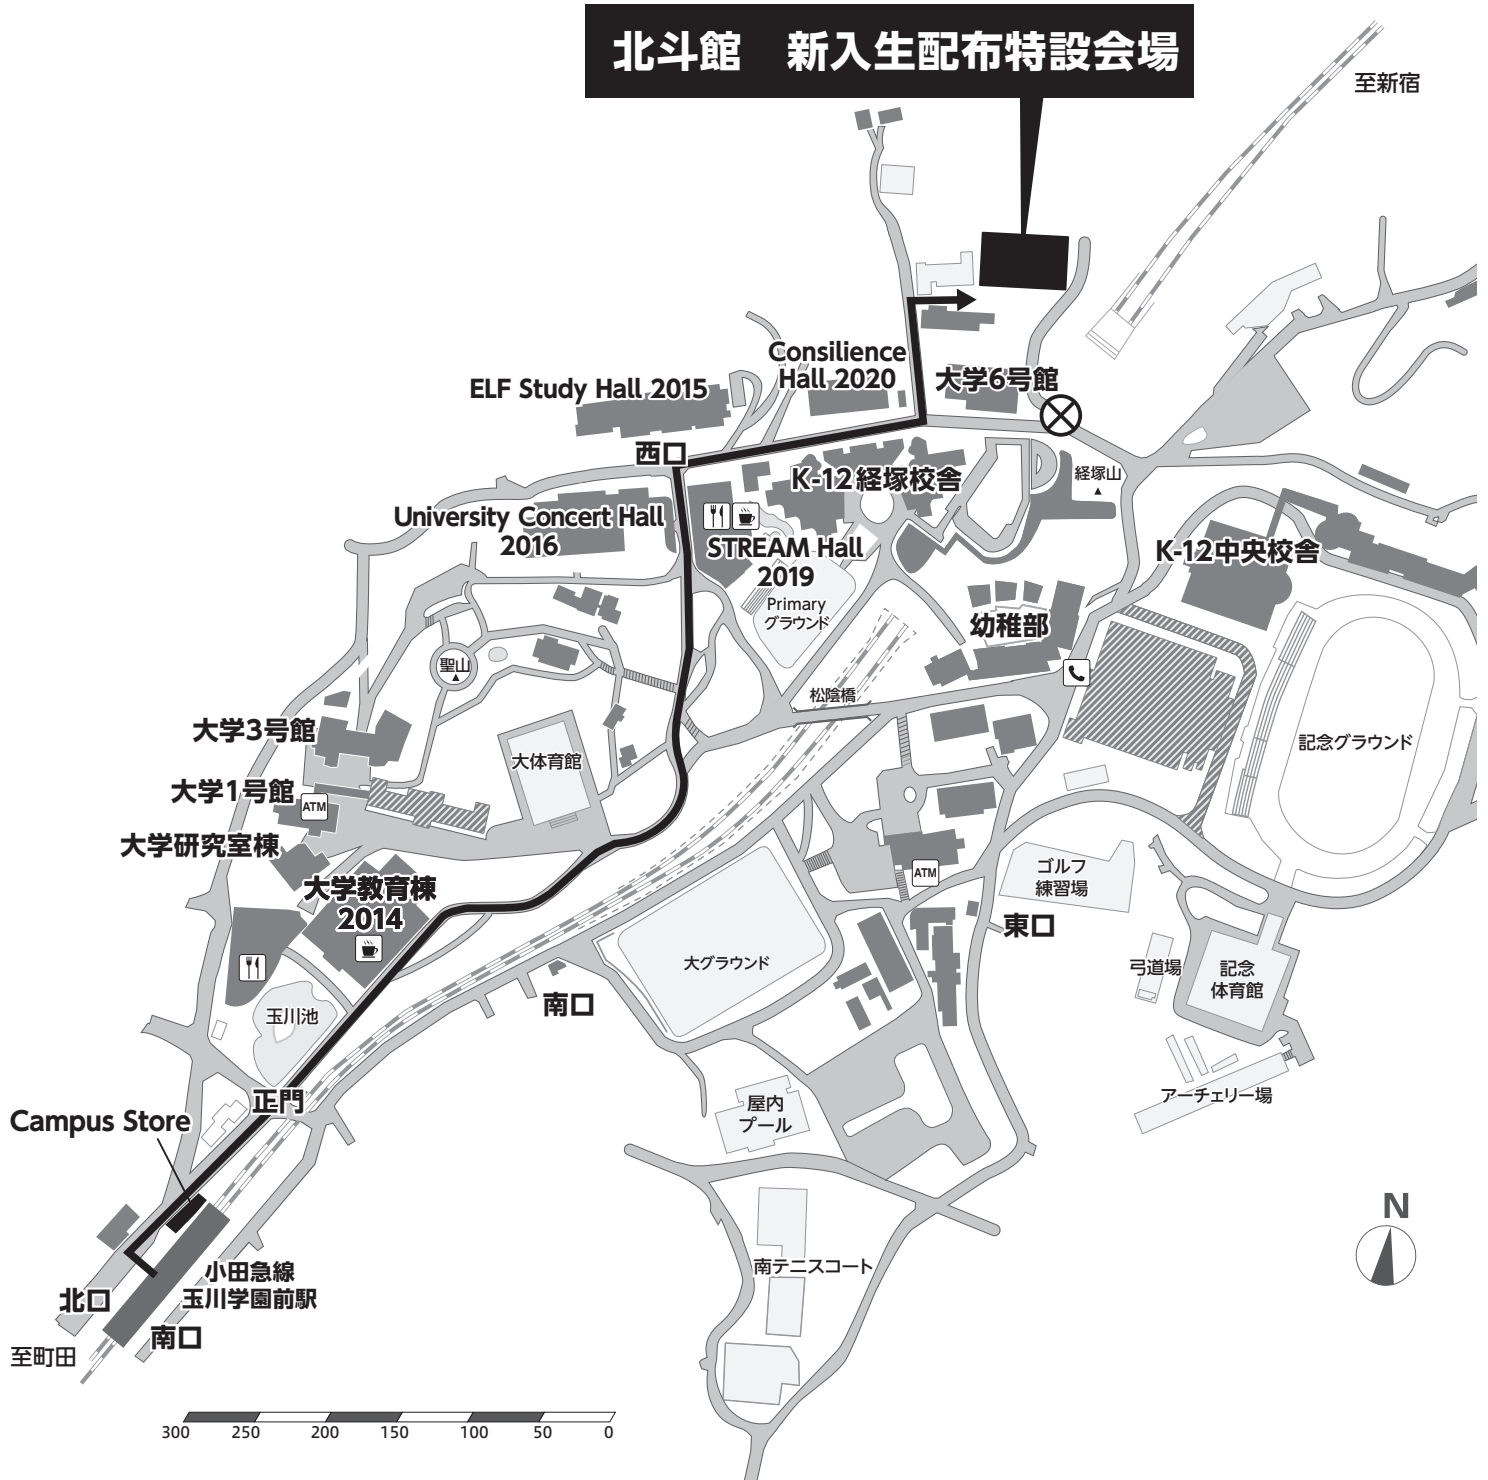 北斗館 新入生配布特設会場
至新宿
Consilience
Hall 2020
大学6号館
ELF Study Hall 2015
西口
K-12経塚校舎
経塚山
University Concert Hall
2016
STREAM Hall
2019
K-12中央校舎
Primary
グラウンド
幼稚部
聖山
松陰橋
大学3号館
大体育館
記念グラウンド
大学1号館
ATM
大学研究室棟
大学教育棟
2014
ATM
ゴルフ
練習場
東口
大グラウンド
弓道場
記念
体育館
南口
玉川池
正門
屋内
プール
アーチェリー場
Campus Store
N
南テニスコート
小田急線
玉川学園前駅
北口
南口
至町田
300 250 200 150 100 50 0